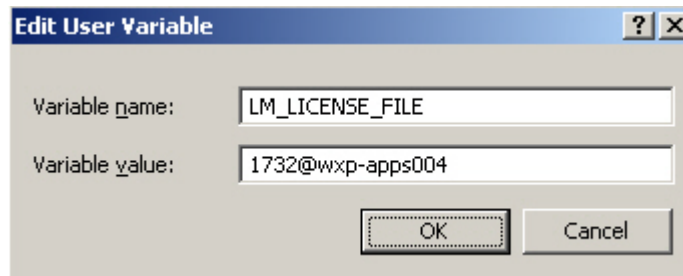 Edit User Variable
Variable name: LM_LICENSE_FILE
Variable value: 1732@wxp-apps004
OK Cancel